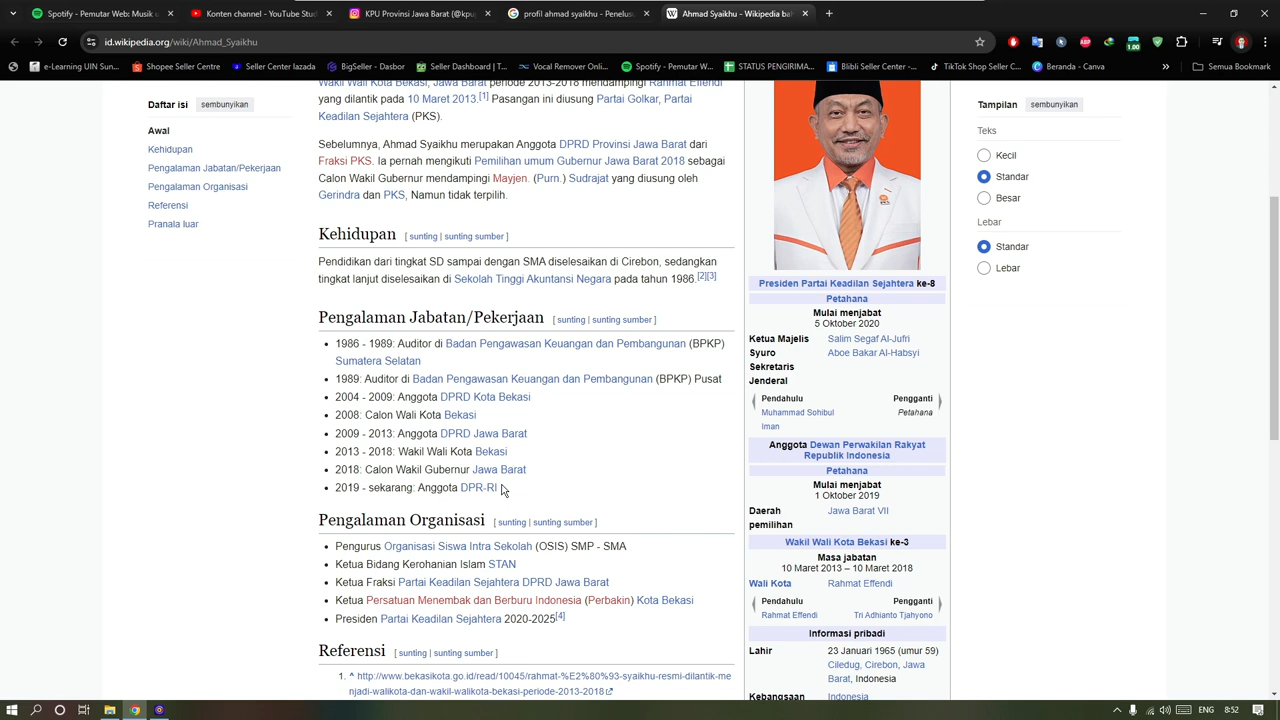 Spotify - Pemutar Web: Musik u
Konten channel - YouTube Stud
KPU Provinsi Jawa Barat (@kpu
profil ahmad syaikhu - Penelus
Ahmad Syaikhu - Wikipedia bah
id.wikipedia.org/wiki/Ahmad_Syaikhu
e-Learning UIN Sun...
Shopee Seller Centre
Seller Center lazada
BigSeller - Dasbor
Seller Dashboard | T...
Vocal Remover Onl...
Spotify - Pemutar W...
STATUS PENGIRIMA...
Blibli Seller Center -...
TikTok Shop Seller C...
Beranda - Canva
Semua Bookmark
Daftar isi sembunyikan
Awal
Kehidupan
Pengalaman Jabatan/Pekerjaan
Pengalaman Organisasi
Referensi
Pranala luar
Wakil Wali Kota Bekasi, Jawa Barat periode 2013-2018 mendampingi Rahmat Effendi
yang dilantik pada 10 Maret 2013.[1] Pasangan ini diusung Partai Golkar, Partai
Keadilan Sejahtera (PKS).
Sebelumnya, Ahmad Syaikhu merupakan Anggota DPRD Provinsi Jawa Barat dari
Fraksi PKS. Ia pernah mengikuti Pemilihan umum Gubernur Jawa Barat 2018 sebagai
Calon Wakil Gubernur mendampingi Mayjen. (Purn.) Sudrajat yang diusung oleh
Gerindra dan PKS, Namun tidak terpilih.
Kehidupan [ sunting | sunting sumber ]
Pendidikan dari tingkat SD sampai dengan SMA diselesaikan di Cirebon, sedangkan
tingkat lanjut diselesaikan di Sekolah Tinggi Akuntansi Negara pada tahun 1986.[2][3]
Pengalaman Jabatan/Pekerjaan [ sunting | sunting sumber ]
• 1986 - 1989: Auditor di Badan Pengawasan Keuangan dan Pembangunan (BPKP)
Sumatera Selatan
• 1989: Auditor di Badan Pengawasan Keuangan dan Pembangunan (BPKP) Pusat
• 2004 - 2009: Anggota DPRD Kota Bekasi
• 2008: Calon Wali Kota Bekasi
• 2009 - 2013: Anggota DPRD Jawa Barat
• 2013 - 2018: Wakil Wali Kota Bekasi
• 2018: Calon Wakil Gubernur Jawa Barat
• 2019 - sekarang: Anggota DPR-RI
Pengalaman Organisasi [ sunting | sunting sumber ]
• Pengurus Organisasi Siswa Intra Sekolah (OSIS) SMP - SMA
• Ketua Bidang Kerohanian Islam STAN
• Ketua Fraksi Partai Keadilan Sejahtera DPRD Jawa Barat
• Ketua Persatuan Menembak dan Berburu Indonesia (Perbakin) Kota Bekasi
• Presiden Partai Keadilan Sejahtera 2020-2025[4]
Referensi [ sunting | sunting sumber ]
1. ^ http://www.bekasikota.go.id/read/10045/rahmat-%E2%80%93-syaikhu-resmi-dilantik-me
njadi-walikota-dan-wakil-walikota-bekasi-periode-2013-2018
Presiden Partai Keadilan Sejahtera ke-8
Petahana
Mulai menjabat
5 Oktober 2020
Ketua Majelis Salim Segaf Al-Jufri
Syuro Aboe Bakar Al-Habsyi
Sekretaris
Jenderal
Pendahulu Pengganti
Muhammad Sohibul Petahana
Iman
Anggota Dewan Perwakilan Rakyat
Republik Indonesia
Petahana
Mulai menjabat
1 Oktober 2019
Daerah Jawa Barat VII
pemilihan
Wakil Wali Kota Bekasi ke-3
Masa jabatan
10 Maret 2013 – 10 Maret 2018
Wali Kota Rahmat Effendi
Pendahulu Pengganti
Rahmat Effendi Tri Adhianto Tjahyono
Informasi pribadi
Lahir 23 Januari 1965 (umur 59)
Ciledug, Cirebon, Jawa
Barat, Indonesia
Kebangsaan Indonesia
Tampilan sembunyikan
Teks
Kecil
Standar
Besar
Lebar
Standar
Lebar
1.00
ENG 8:52